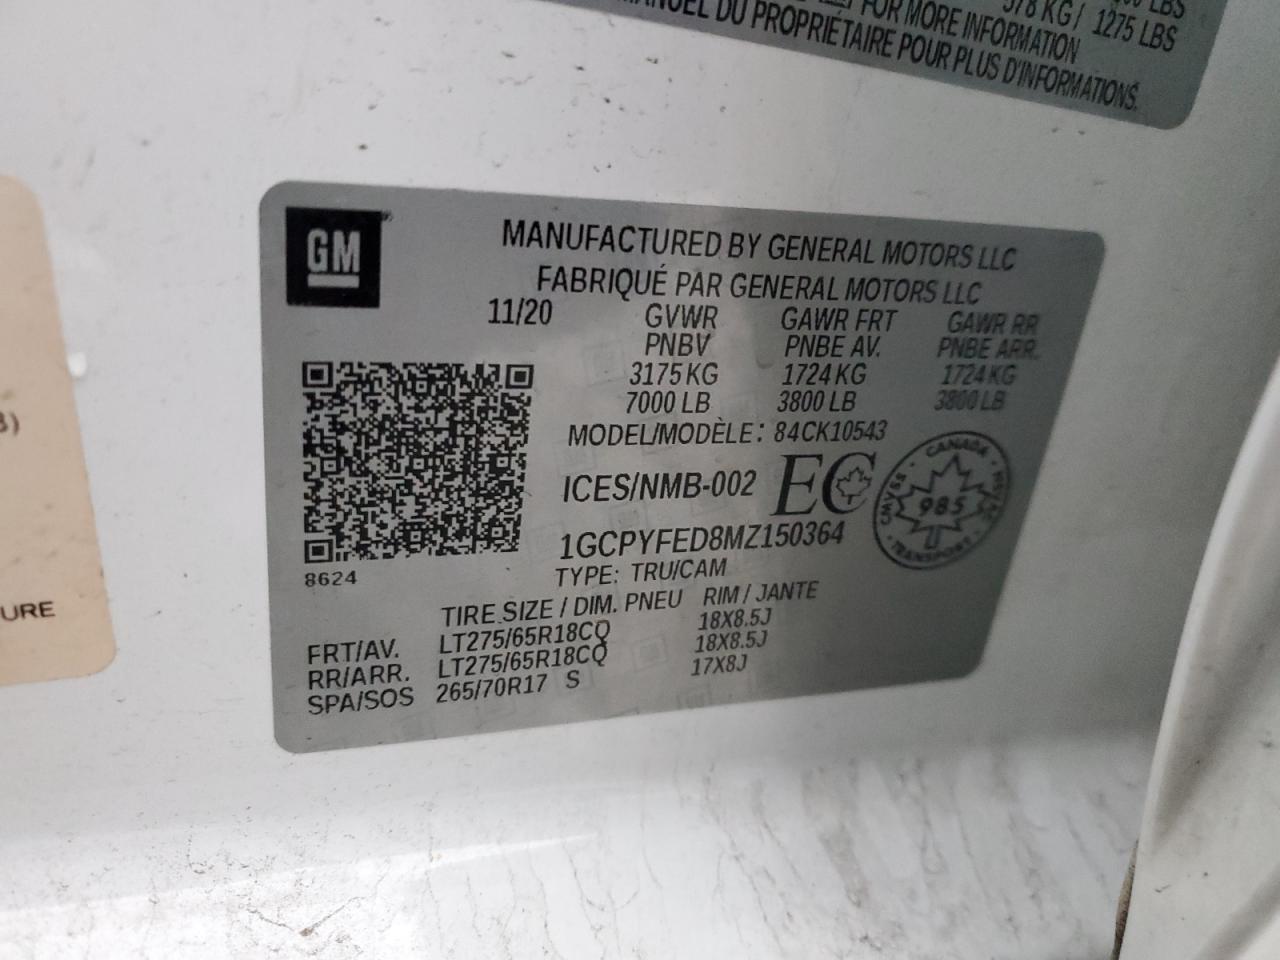 578 KG / 1275 LBS
FOR MORE INFORMATION
MANUEL DU PROPRIÉTAIRE POUR PLUS D'INFORMATIONS.
GM
MANUFACTURED BY GENERAL MOTORS LLC
FABRIQUÉ PAR GENERAL MOTORS LLC
11/20 GVWR GAWR FRT GAWR RR
PNBV PNBE AV. PNBE ARR.
3175 KG 1724 KG 1724 KG
7000 LB 3800 LB 3800 LB
MODEL/MODÈLE: 84CK10543
ICES/NMB-002 EC
CANADA
985
TRANSPORT
1GCPYFED8MZ150364
8624
TYPE: TRU/CAM
TIRE SIZE / DIM. PNEU RIM / JANTE
FRT/AV. LT275/65R18CQ 18X8.5J
RR/ARR. LT275/65R18CQ 18X8.5J
SPA/SOS 265/70R17 S 17X8J
URE